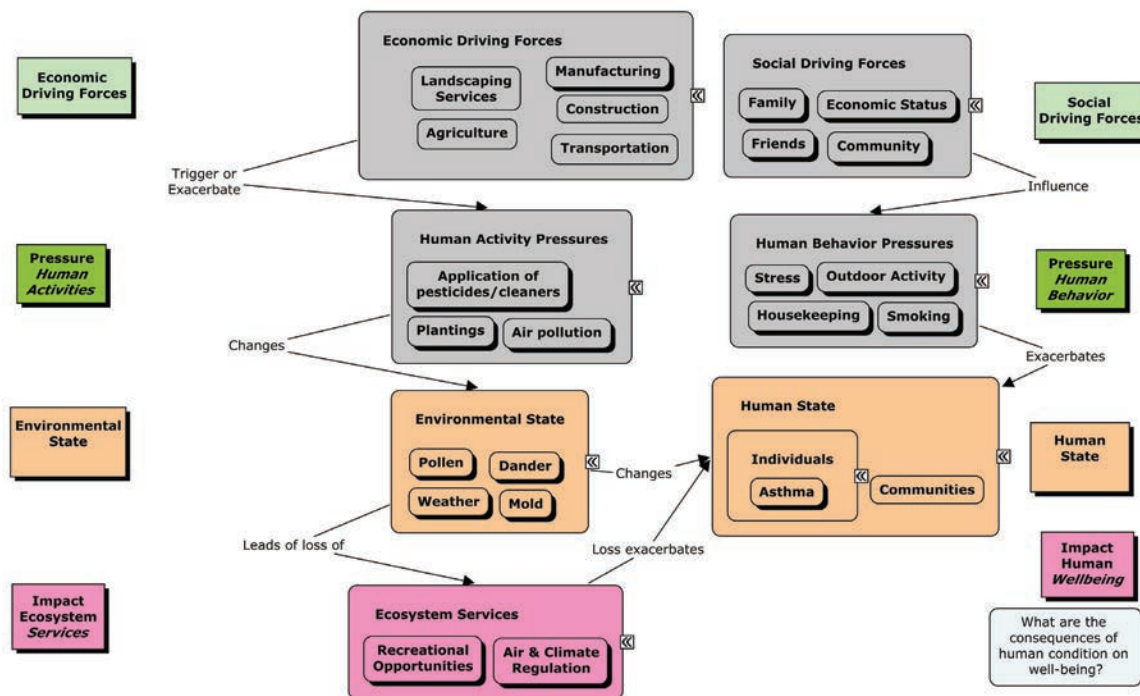 Economic Driving Forces
Landscaping
Services
Manufacturing
Construction
Agriculture
Transportation
Social Driving Forces
Family
Economic Status
Friends
Community
Economic
Driving Forces
Social
Driving Forces
Trigger or
Exacerbate
Influence
Human Activity Pressures
Application of
pesticides/cleaners
Plantings
Air pollution
Human Behavior Pressures
Stress
Outdoor Activity
Housekeeping
Smoking
Pressure
Human
Activities
Pressure
Human
Behavior
Changes
Exacerbates
Environmental State
Pollen
Dander
Weather
Mold
Changes
Human State
Individuals
Asthma
Communities
Environmental
State
Human
State
Leads of loss of
Loss exacerbates
Impact
Human
Wellbeing
Impact
Ecosystem
Services
Ecosystem Services
Recreational
Opportunities
Air & Climate
Regulation
What are the
consequences of
human condition on
well-being?